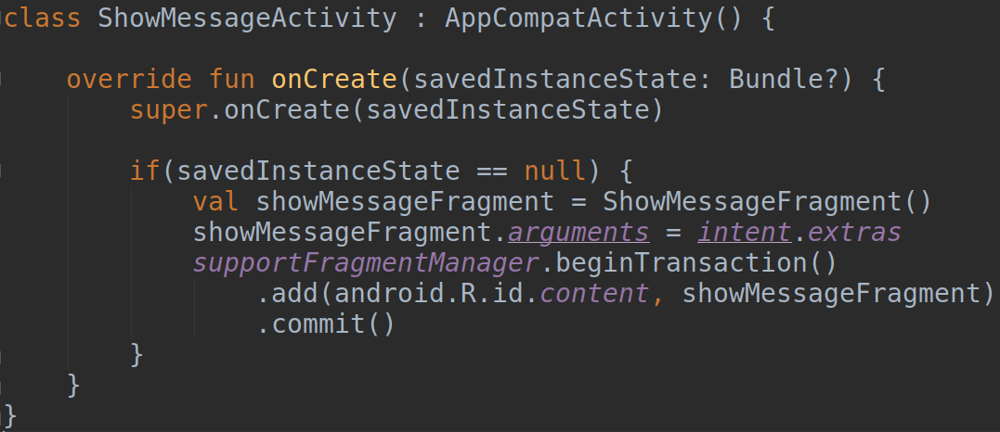 class ShowMessageActivity : AppCompatActivity() {
override fun onCreate(savedInstanceState: Bundle?) {
super.onCreate(savedInstanceState)
if(savedInstanceState == null) {
val showMessageFragment = ShowMessageFragment()
showMessageFragment.arguments = intent.extras
supportFragmentManager.beginTransaction()
.add(android.R.id.content, showMessageFragment)
.commit()
}
}
}